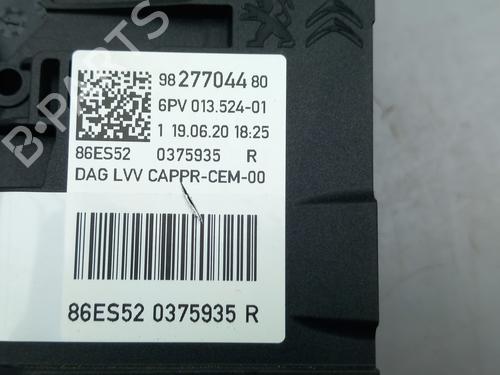 98 277044 80
6PV 013.524-01
1 19.06.20 18:25
86ES52 0375935 R
DAG LVV CAPPR-CEM-00
86ES52 0375935 R
B-PARTS